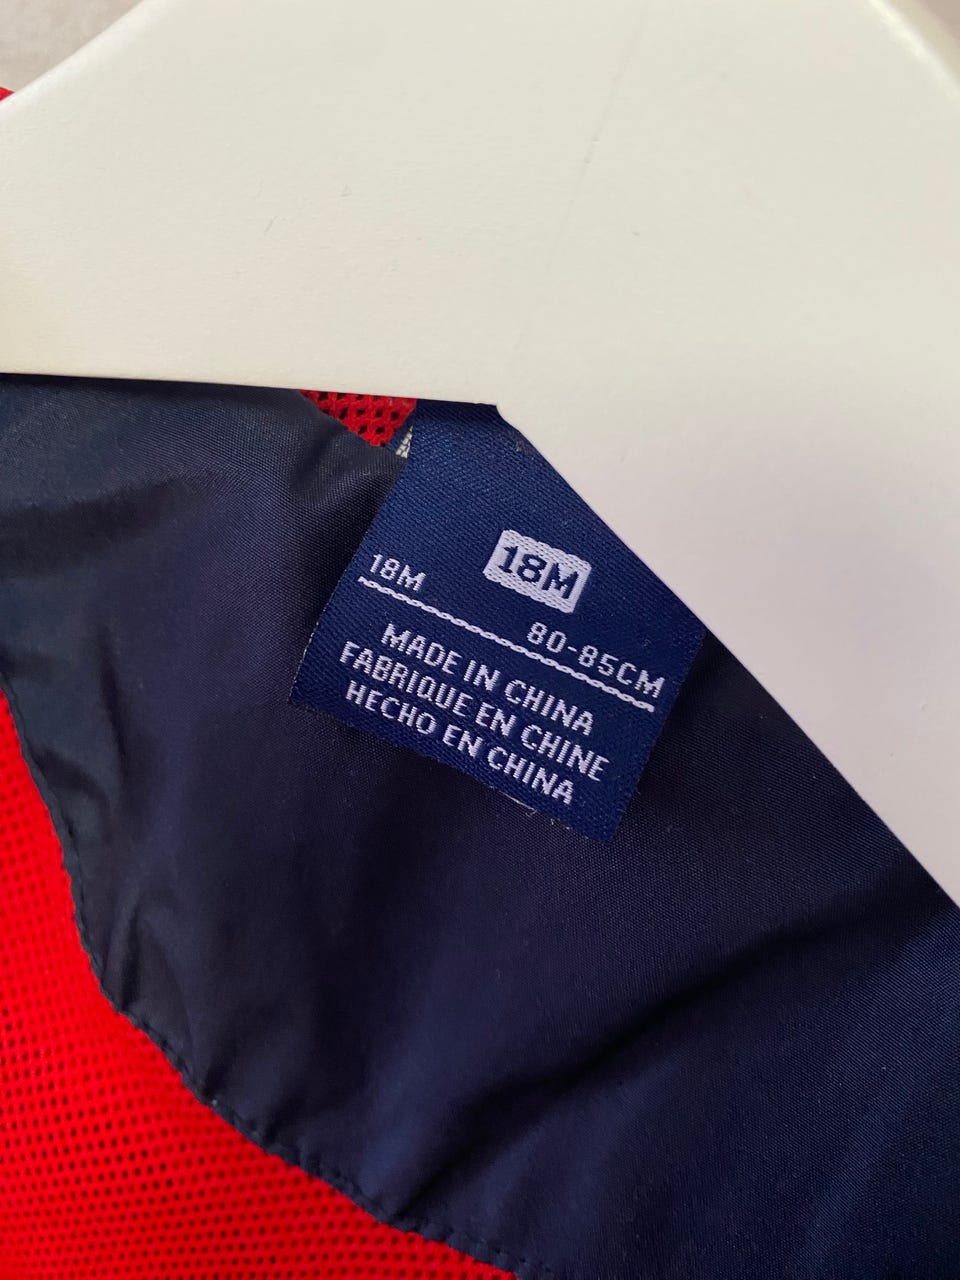 18M
18M
80-85CM
MADE IN CHINA
FABRIQUE EN CHINE
HECHO EN CHINA